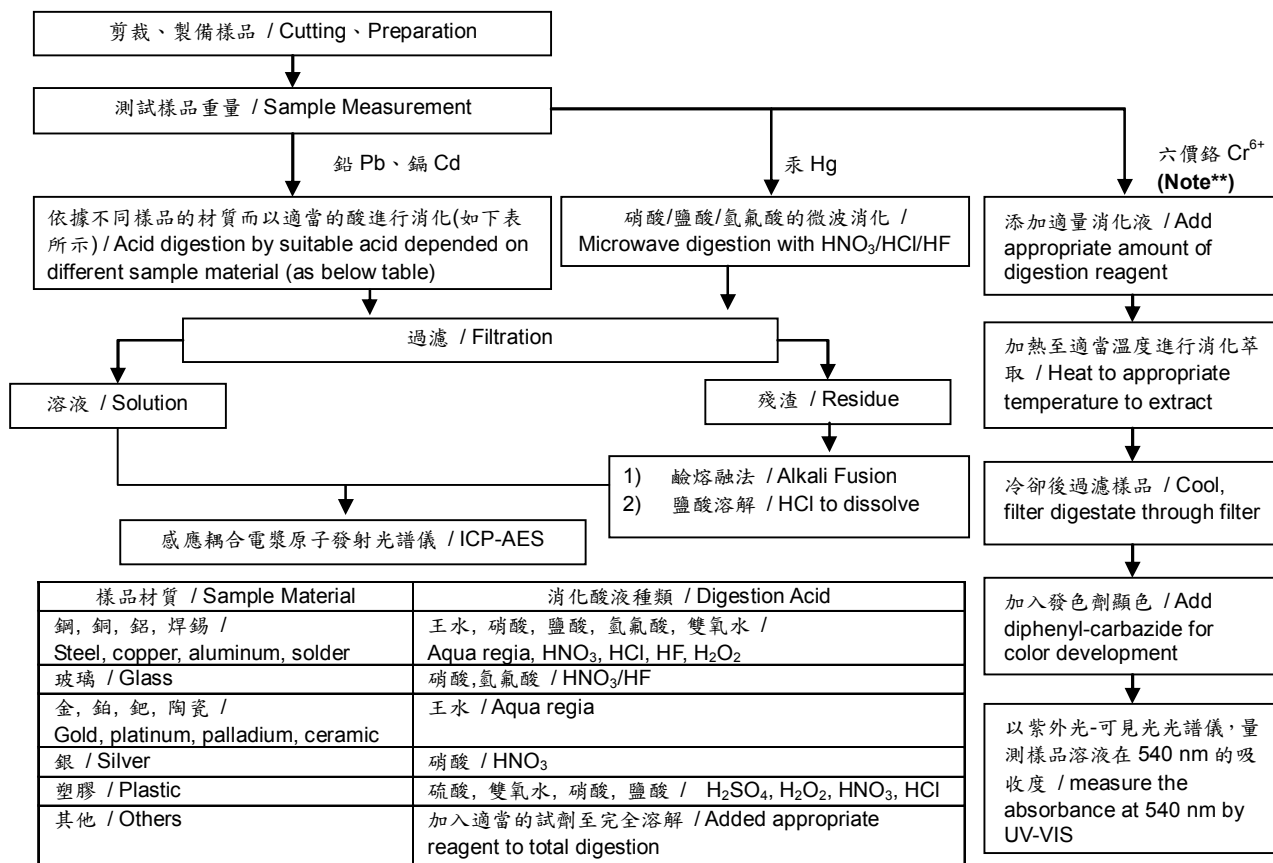 剪裁、製備樣品 / Cutting、Preparation
測試樣品重量 / Sample Measurement
鉛 Pb、鎘 Cd
汞 Hg
六價鉻 Cr⁶⁺
(Note**)
依據不同樣品的材質而以適當的酸進行消化(如下表
所示) / Acid digestion by suitable acid depended on
different sample material (as below table)
硝酸/鹽酸/氫氟酸的微波消化 /
Microwave digestion with HNO₃/HCl/HF
添加適量消化液 / Add
appropriate amount of
digestion reagent
過濾 / Filtration
加熱至適當溫度進行消化萃
取 / Heat to appropriate
temperature to extract
溶液 / Solution
殘渣 / Residue
1) 鹼熔融法 / Alkali Fusion
2) 鹽酸溶解 / HCl to dissolve
冷卻後過濾樣品 / Cool,
filter digestate through filter
感應耦合電漿原子發射光譜儀 / ICP-AES
加入發色劑顯色 / Add
diphenyl-carbazide for
color development
以紫外光-可見光光譜儀,量
測樣品溶液在 540 nm 的吸
收度 / measure the
absorbance at 540 nm by
UV-VIS
樣品材質 / Sample Material
消化酸液種類 / Digestion Acid
鋼, 銅, 鋁, 焊錫 /
Steel, copper, aluminum, solder
王水, 硝酸, 鹽酸, 氫氟酸, 雙氧水 /
Aqua regia, HNO₃, HCl, HF, H₂O₂
玻璃 / Glass
硝酸,氫氟酸 / HNO₃/HF
金, 鉑, 鈀, 陶瓷 /
Gold, platinum, palladium, ceramic
王水 / Aqua regia
銀 / Silver
硝酸 / HNO₃
塑膠 / Plastic
硫酸, 雙氧水, 硝酸, 鹽酸 / H₂SO₄, H₂O₂, HNO₃, HCl
其他 / Others
加入適當的試劑至完全溶解 / Added appropriate
reagent to total digestion